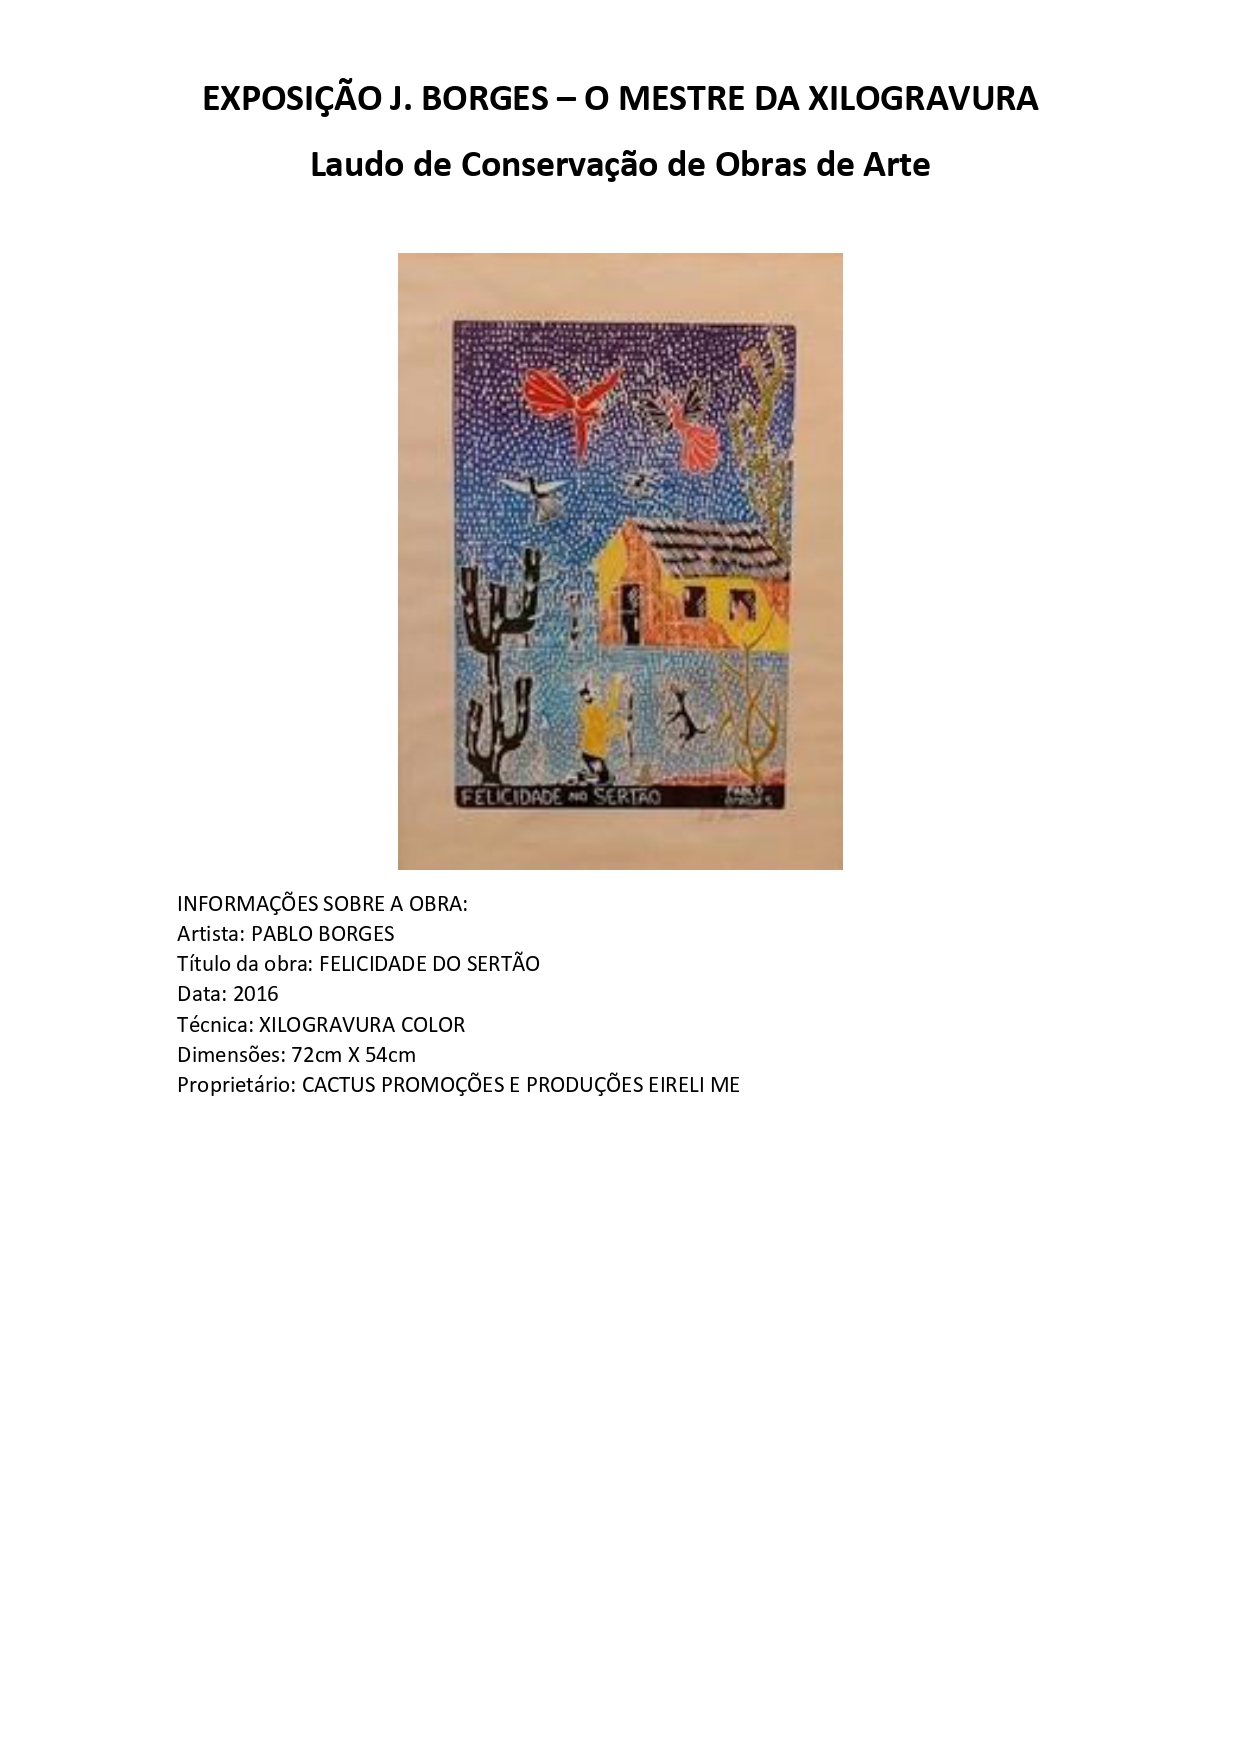 EXPOSIÇÃO J. BORGES – O MESTRE DA XILOGRAVURA
Laudo de Conservação de Obras de Arte
FELICIDADE NO SERTÃO
PABLO
BORGES
INFORMAÇÕES SOBRE A OBRA:
Artista: PABLO BORGES
Título da obra: FELICIDADE DO SERTÃO
Data: 2016
Técnica: XILOGRAVURA COLOR
Dimensões: 72cm X 54cm
Proprietário: CACTUS PROMOÇÕES E PRODUÇÕES EIRELI ME